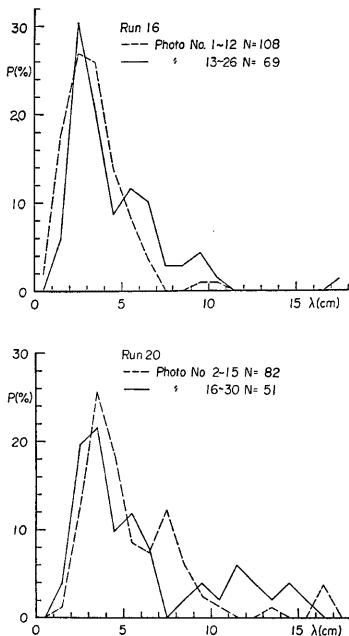 30
Run 16
Photo No. 1~12 N=108
〃 13-26 N= 69
P(%)
20
10
0
0 5 10 15 λ(cm)
30
Run 20
Photo No 2-15 N= 82
〃 16-30 N= 51
P(%)
20
10
0
0 5 10 15 λ(cm)